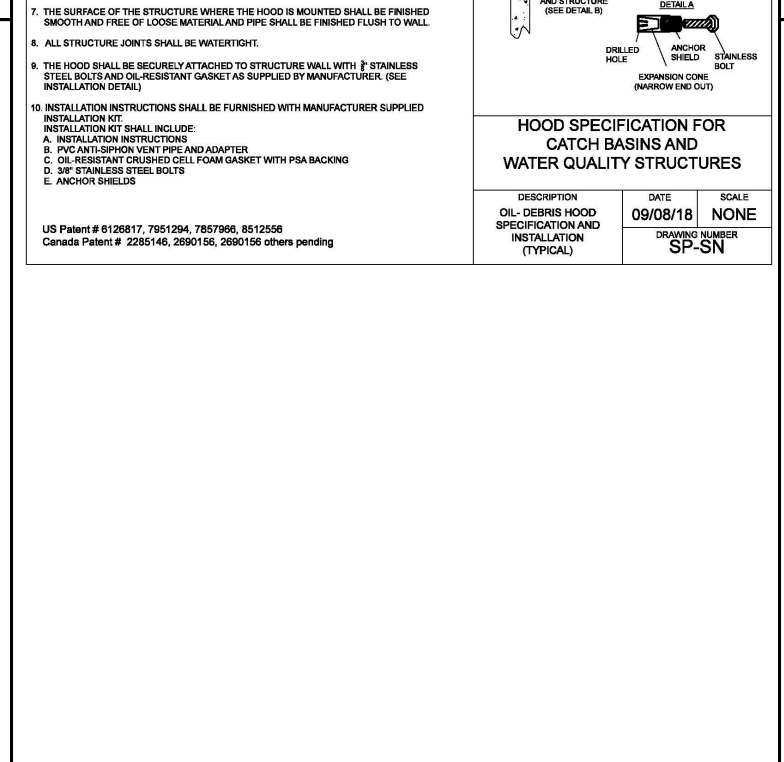 7. THE SURFACE OF THE STRUCTURE WHERE THE HOOD IS MOUNTED SHALL BE FINISHED
SMOOTH AND FREE OF LOOSE MATERIAL AND PIPE SHALL BE FINISHED FLUSH TO WALL.
8. ALL STRUCTURE JOINTS SHALL BE WATERTIGHT.
9. THE HOOD SHALL BE SECURELY ATTACHED TO STRUCTURE WALL WITH 3/8" STAINLESS
STEEL BOLTS AND OIL-RESISTANT GASKET AS SUPPLIED BY MANUFACTURER. (SEE
INSTALLATION DETAIL)
10. INSTALLATION INSTRUCTIONS SHALL BE FURNISHED WITH MANUFACTURER SUPPLIED
INSTALLATION KIT.
INSTALLATION KIT SHALL INCLUDE:
A. INSTALLATION INSTRUCTIONS
B. PVC ANTI-SIPHON VENT PIPE AND ADAPTER
C. OIL-RESISTANT CRUSHED CELL FOAM GASKET WITH PSA BACKING
D. 3/8" STAINLESS STEEL BOLTS
E. ANCHOR SHIELDS
US Patent # 6126817, 7951294, 7857966, 8512556
Canada Patent # 2285146, 2690156, 2690156 others pending
AND STRUCTURE
(SEE DETAIL B)
DETAIL A
DRILLED
HOLE
ANCHOR
SHIELD
STAINLESS
BOLT
EXPANSION CONE
(NARROW END OUT)
HOOD SPECIFICATION FOR
CATCH BASINS AND
WATER QUALITY STRUCTURES
DESCRIPTION
OIL- DEBRIS HOOD
SPECIFICATION AND
INSTALLATION
(TYPICAL)
DATE
09/08/18
SCALE
NONE
DRAWING NUMBER
SP-SN